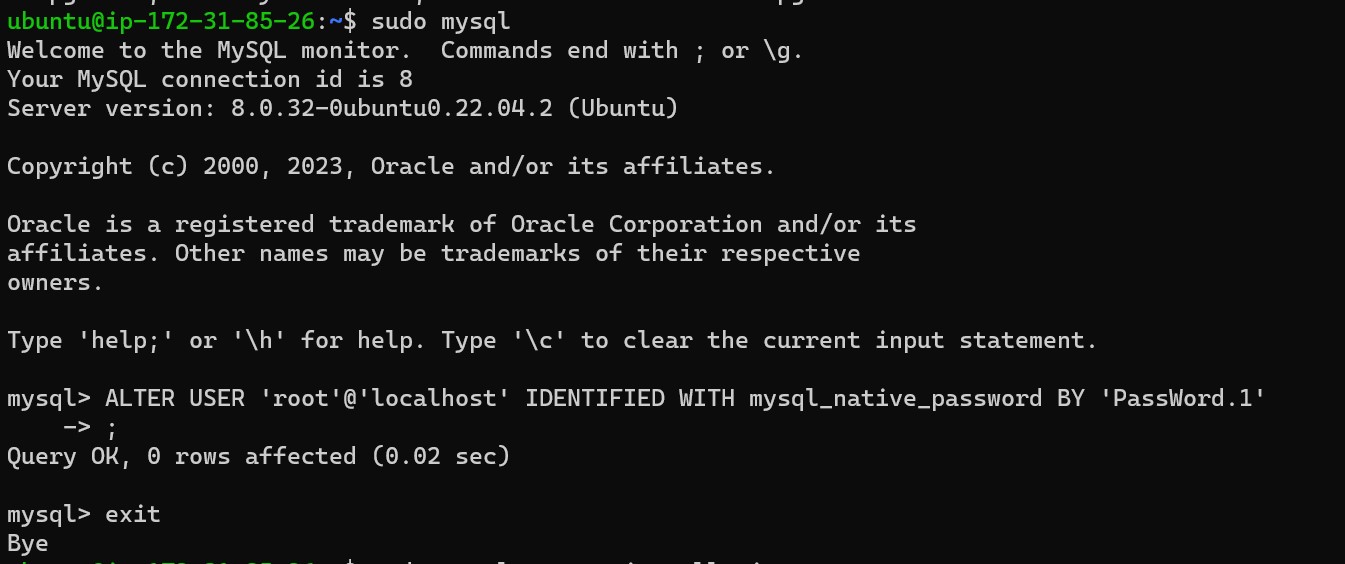 ubuntu@ip-172-31-85-26:~$ sudo mysql
Welcome to the MySQL monitor.  Commands end with ; or \g.
Your MySQL connection id is 8
Server version: 8.0.32-0ubuntu0.22.04.2 (Ubuntu)
Copyright (c) 2000, 2023, Oracle and/or its affiliates.
Oracle is a registered trademark of Oracle Corporation and/or its
affiliates. Other names may be trademarks of their respective
owners.
Type 'help;' or '\h' for help. Type '\c' to clear the current input statement.
mysql> ALTER USER 'root'@'localhost' IDENTIFIED WITH mysql_native_password BY 'PassWord.1'
    -> ;
Query OK, 0 rows affected (0.02 sec)
mysql> exit
Bye